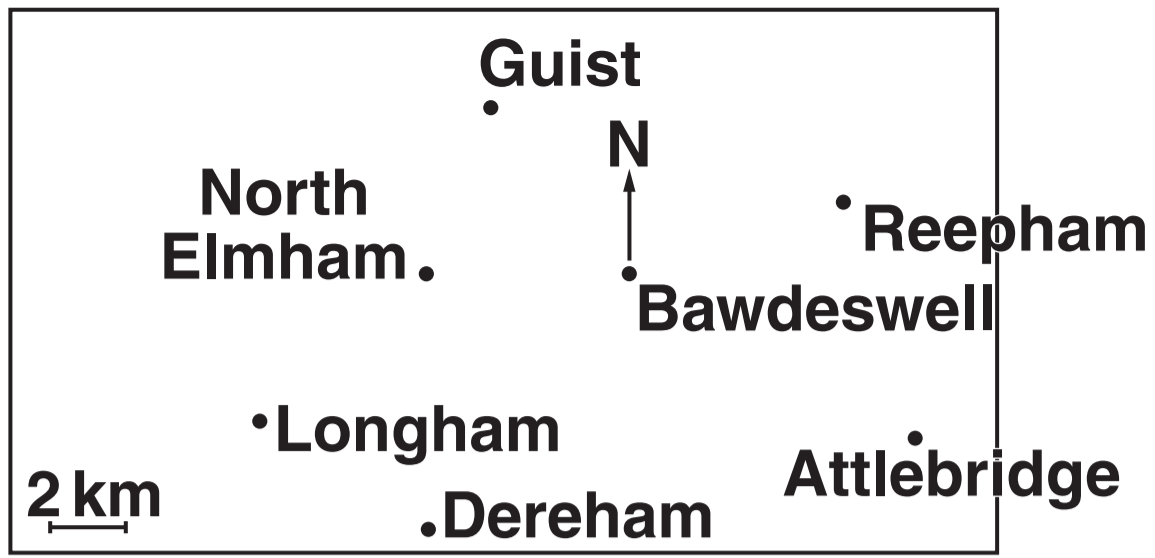 Guist
N
North
Elmham
Reepham
Bawdeswell
Longham
Attlebridge
2 km
Dereham